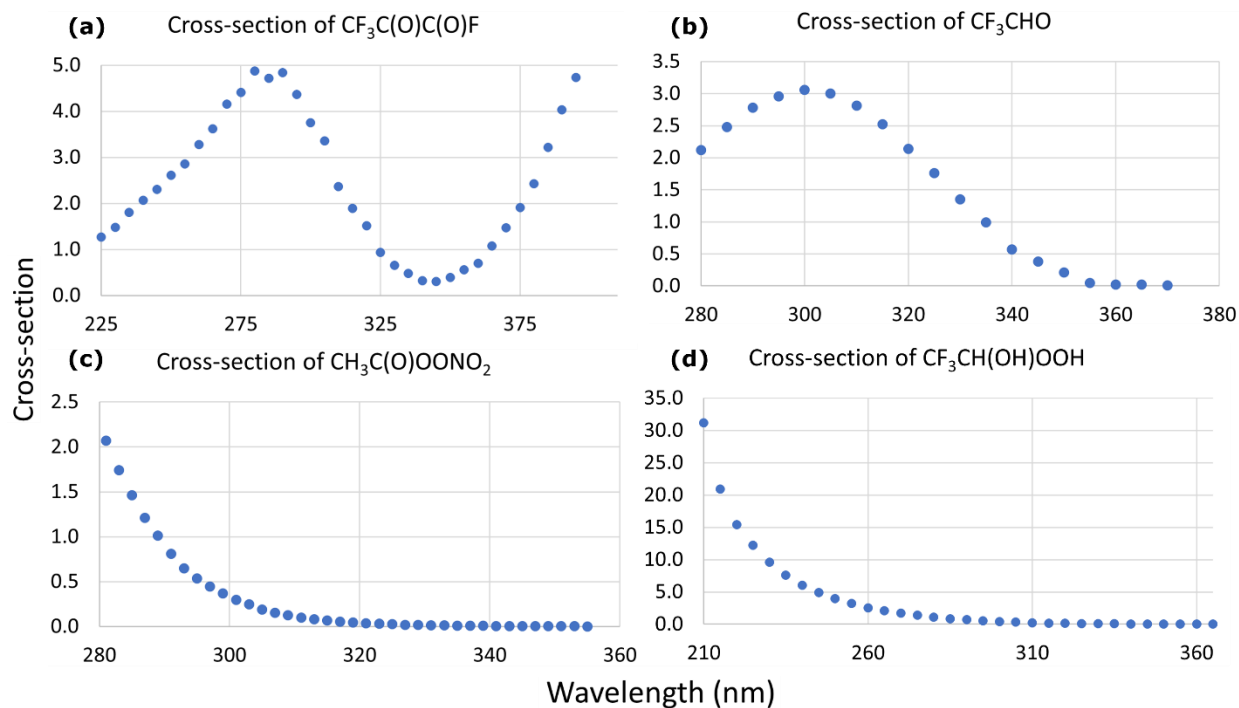 (a) Cross-section of CF₃C(O)C(O)F
5.0
4.0
3.0
2.0
1.0
0.0
225 275 325 375
(b) Cross-section of CF₃CHO
3.5
3.0
2.5
2.0
1.5
1.0
0.5
0.0
280 300 320 340 360 380
Cross-section
(c) Cross-section of CH₃C(O)OONO₂
2.5
2.0
1.5
1.0
0.5
0.0
280 300 320 340 360
(d) Cross-section of CF₃CH(OH)OOH
35.0
30.0
25.0
20.0
15.0
10.0
5.0
0.0
210 260 310 360
Wavelength (nm)